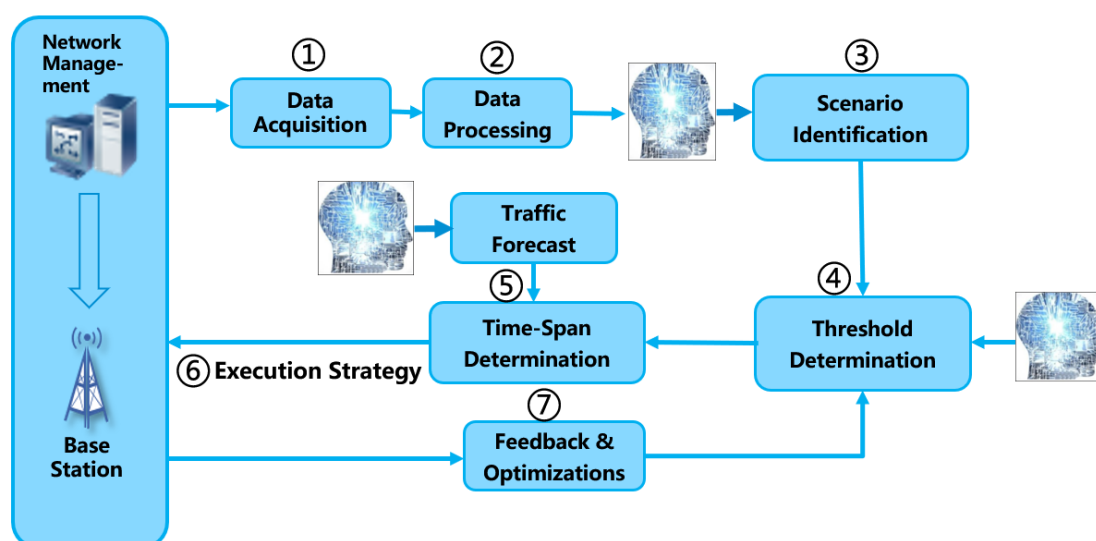 Network
Manage-
ment
①
Data
Acquisition
②
Data
Processing
③
Scenario
Identification
Traffic
Forecast
④
Threshold
Determination
⑤
Time-Span
Determination
⑥ Execution Strategy
⑦
Feedback &
Optimizations
Base
Station